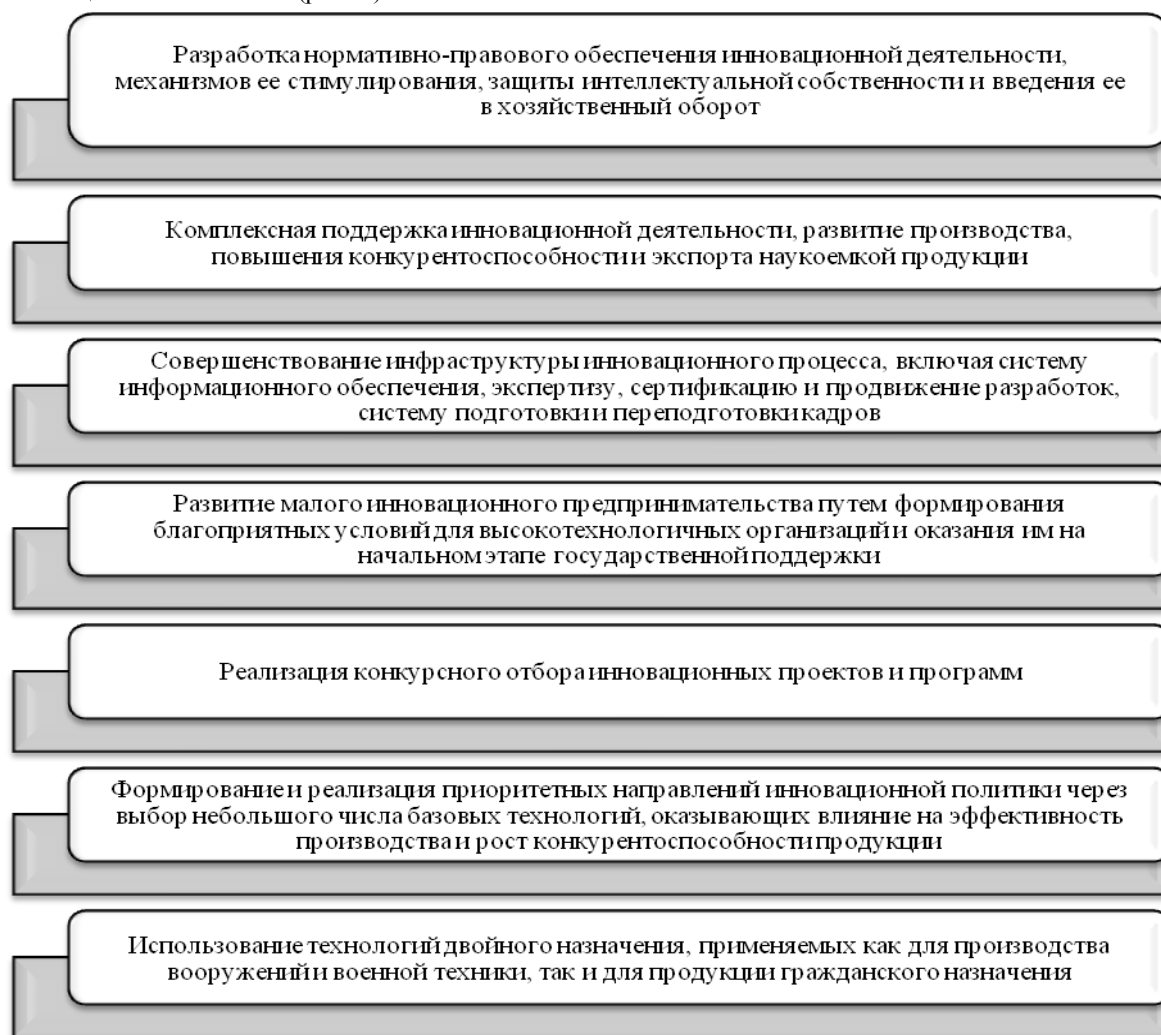 Разработка нормативно-правового обеспечения инновационной деятельности,
механизмов ее стимулирования, защиты интеллектуальной собственности и введения ее
в хозяйственный оборот
Комплексная поддержка инновационной деятельности, развитие производства,
повышения конкурентоспособности и экспорта наукоемкой продукции
Совершенствование инфраструктуры инновационного процесса, включая систему
информационного обеспечения, экспертизу, сертификацию и продвижение разработок,
систему подготовки и переподготовки кадров
Развитие малого инновационного предпринимательства путем формирования
благоприятных условий для высокотехнологичных организаций и оказания им на
начальном этапе государственной поддержки
Реализация конкурсного отбора инновационных проектов и программ
Формирование и реализация приоритетных направлений инновационной политики через
выбор небольшого числа базовых технологий, оказывающих влияние на эффективность
производства и рост конкурентоспособности продукции
Использование технологий двойного назначения, применяемых как для производства
вооружений и военной техники, так и для продукции гражданского назначения